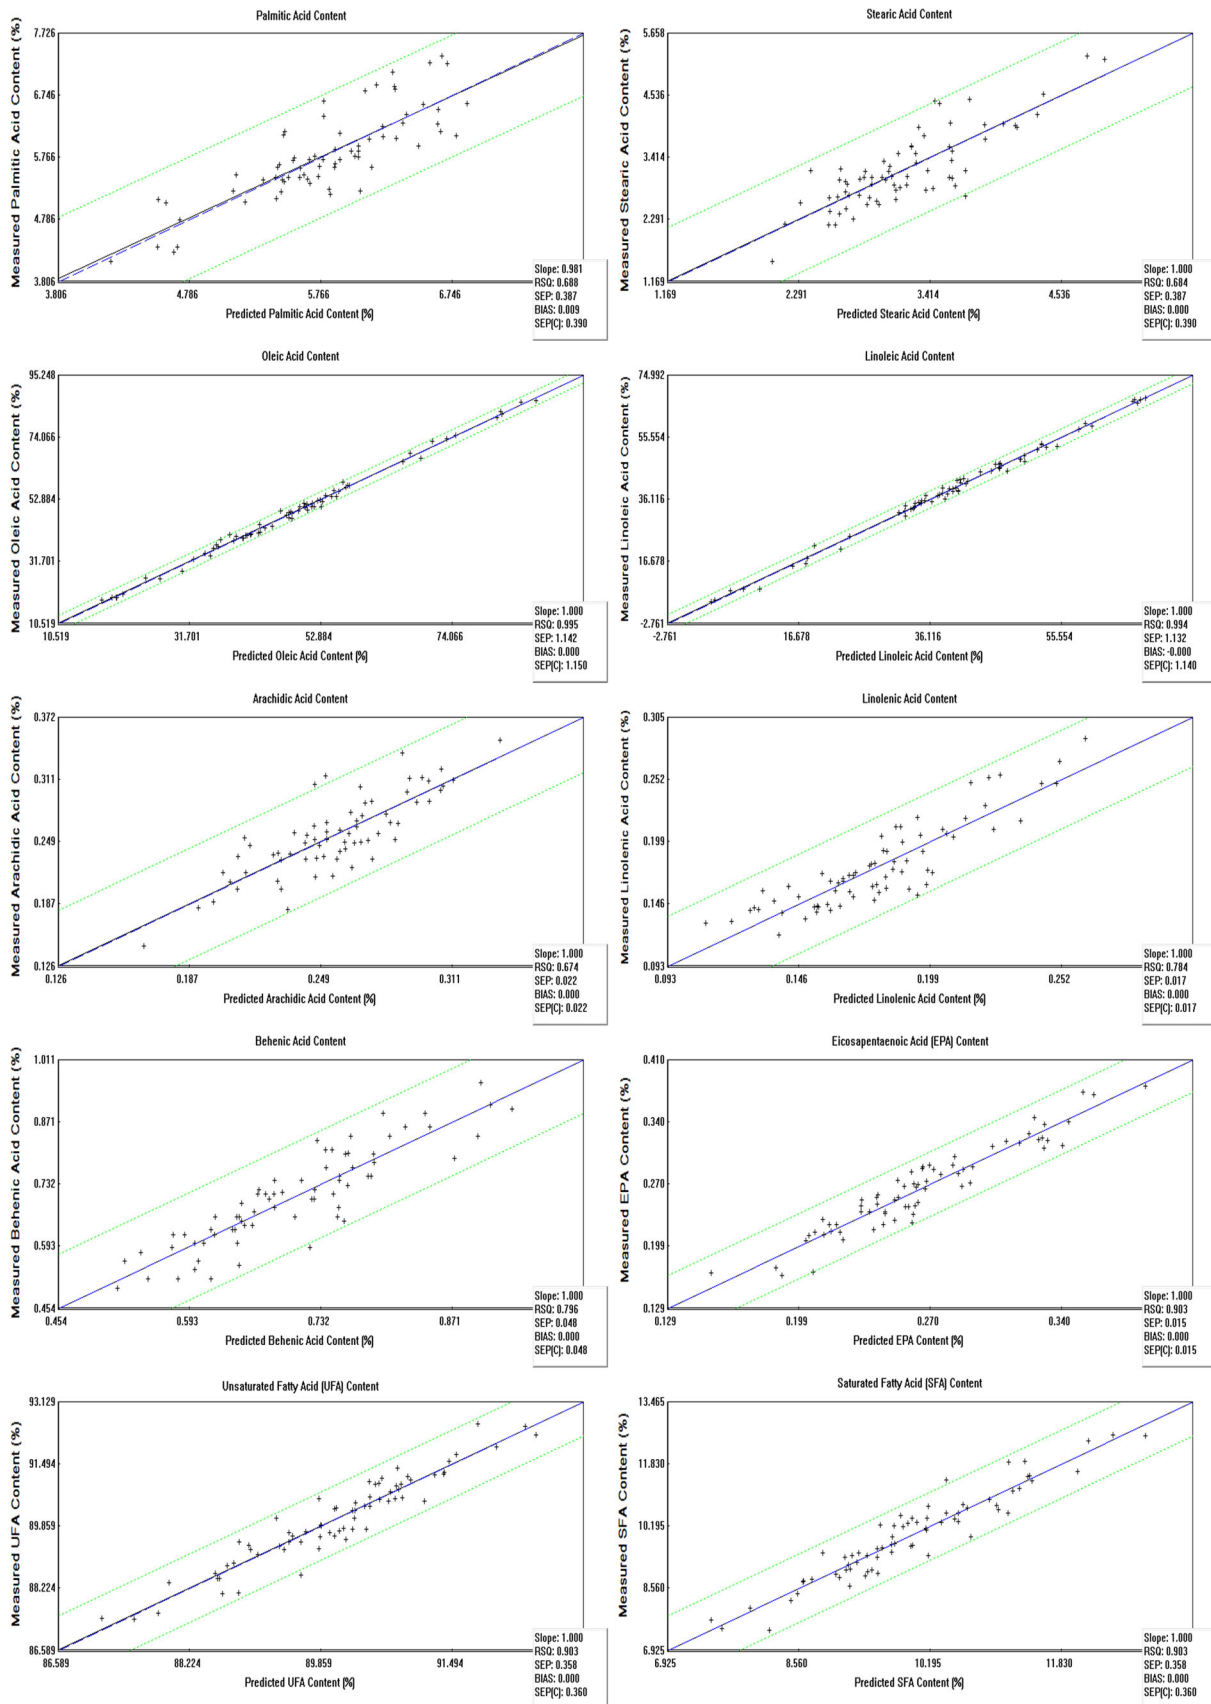 Palmitic Acid Content
Measured Palmitic Acid Content (%)
7.726
6.746
5.766
4.786
3.806
3.806 4.786 5.766 6.746
Predicted Palmitic Acid Content (%)
Slope: 0.981
RSQ: 0.688
SEP: 0.387
BIAS: 0.009
SEP(C): 0.390
Stearic Acid Content
Measured Stearic Acid Content (%)
5.658
4.536
3.414
2.291
1.169
1.169 2.291 3.414 4.536
Predicted Stearic Acid Content (%)
Slope: 1.000
RSQ: 0.684
SEP: 0.387
BIAS: 0.000
SEP(C): 0.390
Oleic Acid Content
Measured Oleic Acid Content (%)
95.248
74.066
52.884
31.701
10.519
10.519 31.701 52.884 74.066
Predicted Oleic Acid Content (%)
Slope: 1.000
RSQ: 0.995
SEP: 1.142
BIAS: 0.000
SEP(C): 1.150
Linoleic Acid Content
Measured Linoleic Acid Content (%)
74.992
55.554
36.116
16.678
-2.761
-2.761 16.678 36.116 55.554
Predicted Linoleic Acid Content (%)
Slope: 1.000
RSQ: 0.994
SEP: 1.132
BIAS: -0.000
SEP(C): 1.140
Arachidic Acid Content
Measured Arachidic Acid Content (%)
0.372
0.311
0.249
0.187
0.126
0.126 0.187 0.249 0.311
Predicted Arachidic Acid Content (%)
Slope: 1.000
RSQ: 0.674
SEP: 0.022
BIAS: 0.000
SEP(C): 0.022
Linolenic Acid Content
Measured Linolenic Acid Content (%)
0.305
0.252
0.199
0.146
0.093
0.093 0.146 0.199 0.252
Predicted Linolenic Acid Content (%)
Slope: 1.000
RSQ: 0.784
SEP: 0.017
BIAS: 0.000
SEP(C): 0.017
Behenic Acid Content
Measured Behenic Acid Content (%)
1.011
0.871
0.732
0.593
0.454
0.454 0.593 0.732 0.871
Predicted Behenic Acid Content (%)
Slope: 1.000
RSQ: 0.796
SEP: 0.048
BIAS: 0.000
SEP(C): 0.048
Eicosapentaenoic Acid (EPA) Content
Measured EPA Content (%)
0.410
0.340
0.270
0.199
0.129
0.129 0.199 0.270 0.340
Predicted EPA Content (%)
Slope: 1.000
RSQ: 0.903
SEP: 0.015
BIAS: 0.000
SEP(C): 0.015
Unsaturated Fatty Acid (UFA) Content
Measured UFA Content (%)
93.129
91.494
89.859
88.224
86.589
86.589 88.224 89.859 91.494
Predicted UFA Content (%)
Slope: 1.000
RSQ: 0.903
SEP: 0.358
BIAS: 0.000
SEP(C): 0.360
Saturated Fatty Acid (SFA) Content
Measured SFA Content (%)
13.465
11.830
10.195
8.560
6.925
6.925 8.560 10.195 11.830
Predicted SFA Content (%)
Slope: 1.000
RSQ: 0.903
SEP: 0.358
BIAS: 0.000
SEP(C): 0.360